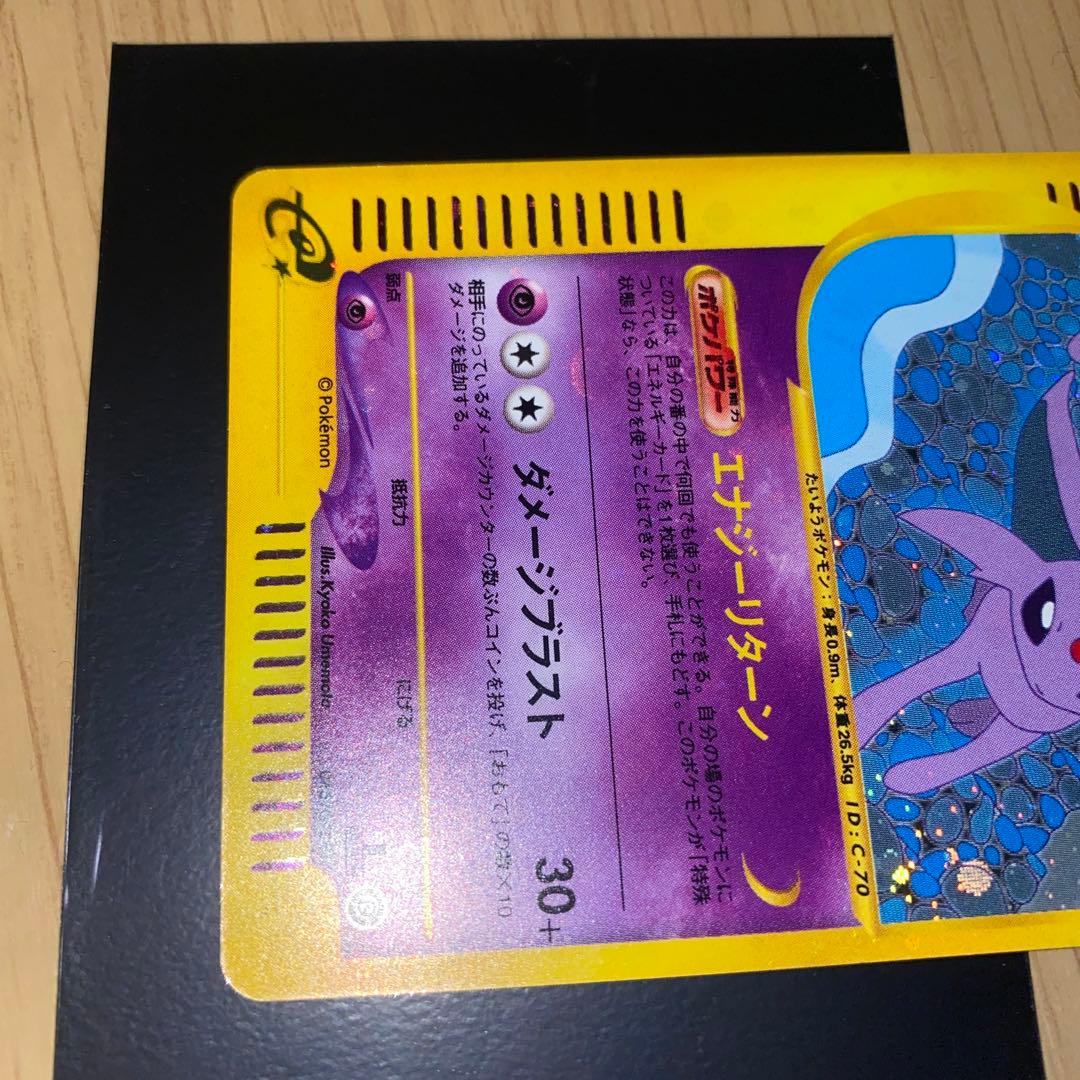 たいようポケモン:身長0.9m、体重26.5kg ID:C-70
ポケパワー
特殊能力
エナジーリターン
この力は、自分の番の中で何回でも使うことができる。自分の場のポケモンに
ついている「エネルギーカード」を1枚選び、手札にもどす。このポケモンが「特殊
状態」なら、この力を使うことはできない。
ダメージブラスト 30+
相手にのっているダメージカウンターの数ぶんコインを投げ、「おもて」の数×10
ダメージを追加する。
弱点 抵抗力 にげる
©Pokémon Illus.Kyoko Umemoto
e